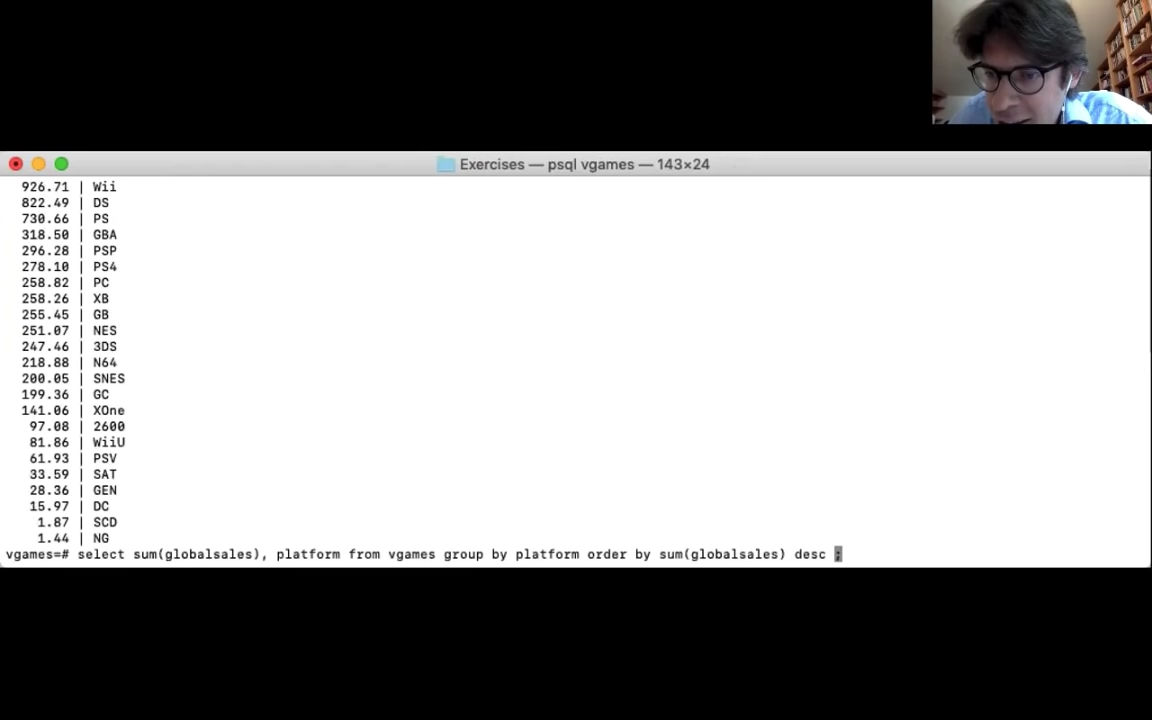 Exercises — psql vgames — 143×24
926.71 | Wii
822.49 | DS
730.66 | PS
318.50 | GBA
296.28 | PSP
278.10 | PS4
258.82 | PC
258.26 | XB
255.45 | GB
251.07 | NES
247.46 | 3DS
218.88 | N64
200.05 | SNES
199.36 | GC
141.06 | XOne
97.08 | 2600
81.86 | WiiU
61.93 | PSV
33.59 | SAT
28.36 | GEN
15.97 | DC
1.87 | SCD
1.44 | NG
vgames=# select sum(globalsales), platform from vgames group by platform order by sum(globalsales) desc ;